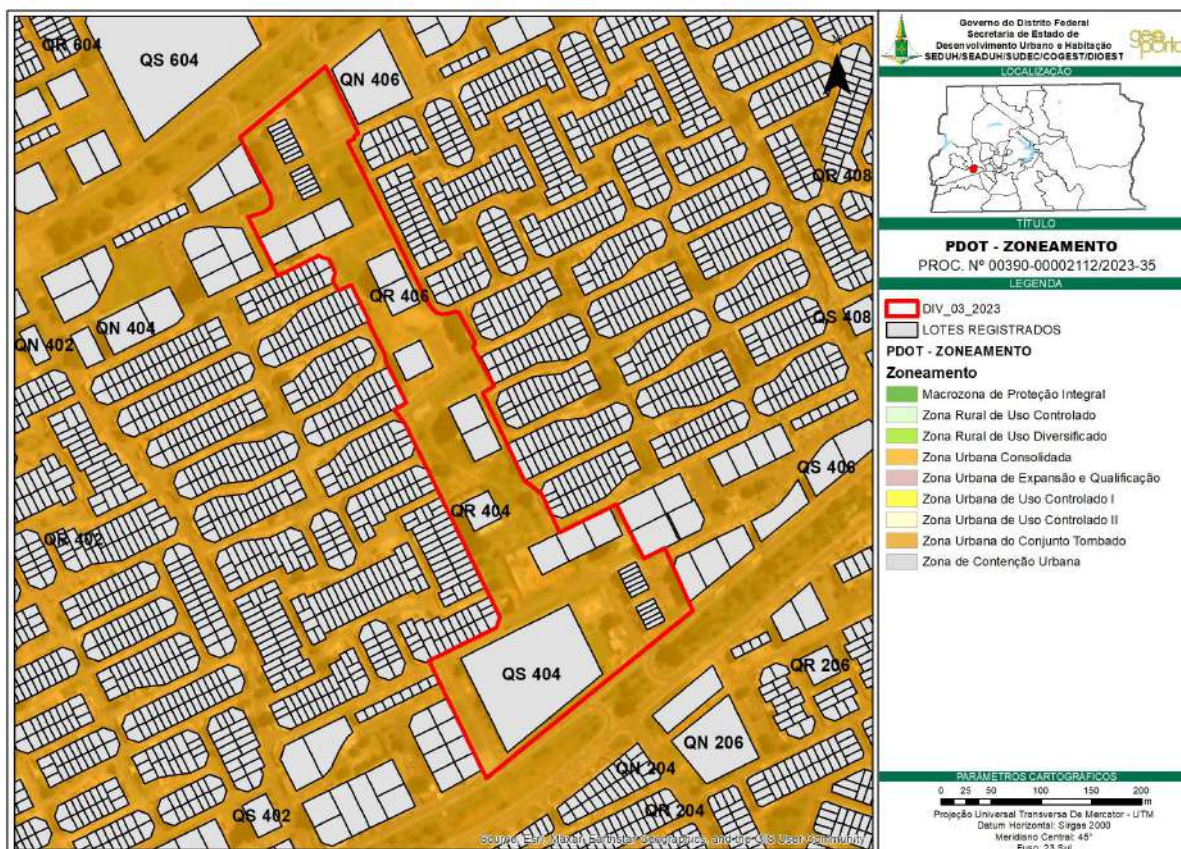 QR 604
QS 604
QN 406
QR 408
QR 406
QN 404
QN 402
QS 408
QS 406
QR 404
QR 402
QS 404
QR 206
QN 206
QN 204
QR 204
QS 402
Source: Esri, Maxar, Earthstar Geographics, and the GIS User Community
Governo do Distrito Federal
Secretaria de Estado de
Desenvolvimento Urbano e Habitação
SEDUH/SEADUH/SUDEC/COGEST/DIOEST
geo
porto
LOCALIZAÇÃO
TÍTULO
PDOT - ZONEAMENTO
PROC. Nº 00390-00002112/2023-35
LEGENDA
DIV_03_2023
LOTES REGISTRADOS
PDOT - ZONEAMENTO
Zoneamento
Macrozona de Proteção Integral
Zona Rural de Uso Controlado
Zona Rural de Uso Diversificado
Zona Urbana Consolidada
Zona Urbana de Expansão e Qualificação
Zona Urbana de Uso Controlado I
Zona Urbana de Uso Controlado II
Zona Urbana do Conjunto Tombado
Zona de Contenção Urbana
PARÂMETROS CARTOGRÁFICOS
0 25 50 100 150 200
m
Projeção Universal Transversa De Mercator - UTM
Datum Horizontal: Sirgas 2000
Meridiano Central: 45°
Fuso: 23 Sul